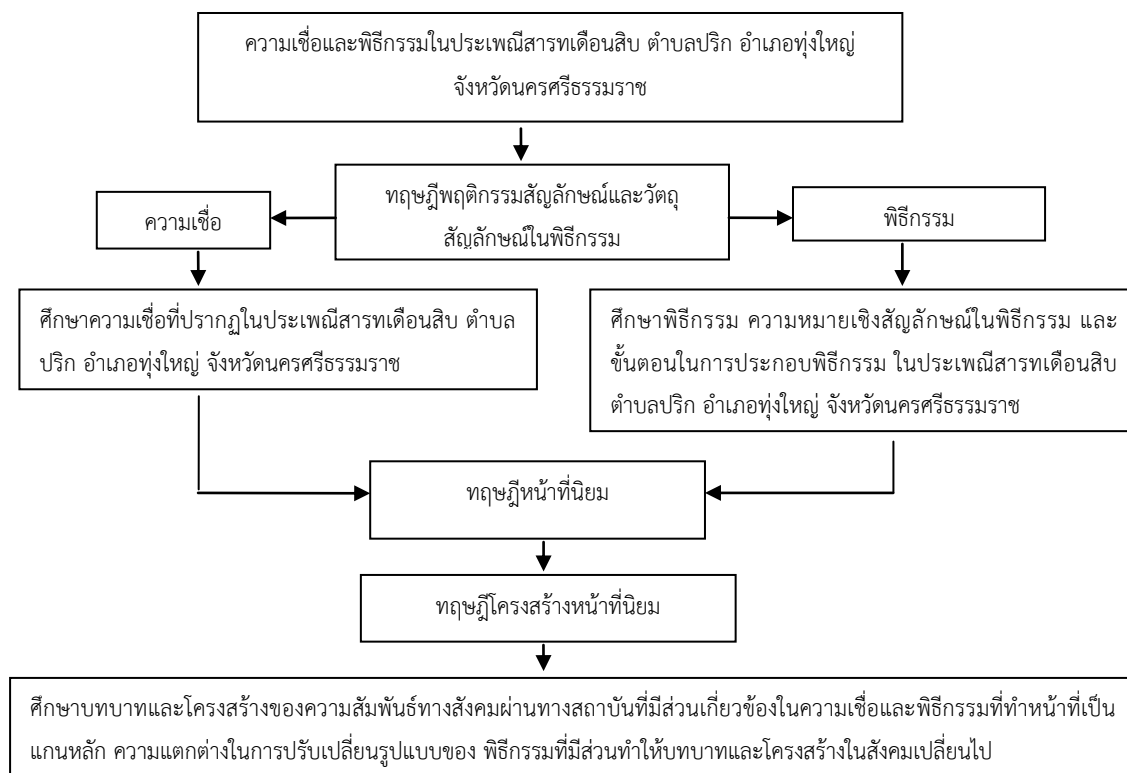 ความเชื่อและพิธีกรรมในประเพณีสารทเดือนสิบ ตำบลปริก อำเภอทุ่งใหญ่
จังหวัดนครศรีธรรมราช
ทฤษฎีพฤติกรรมสัญลักษณ์และวัตถุ
สัญลักษณ์ในพิธีกรรม
ความเชื่อ
พิธีกรรม
ศึกษาความเชื่อที่ปรากฏในประเพณีสารทเดือนสิบ ตำบล
ปริก อำเภอทุ่งใหญ่ จังหวัดนครศรีธรรมราช
ศึกษาพิธีกรรม ความหมายเชิงสัญลักษณ์ในพิธีกรรม และ
ขั้นตอนในการประกอบพิธีกรรม ในประเพณีสารทเดือนสิบ
ตำบลปริก อำเภอทุ่งใหญ่ จังหวัดนครศรีธรรมราช
ทฤษฎีหน้าที่นิยม
ทฤษฎีโครงสร้างหน้าที่นิยม
ศึกษาบทบาทและโครงสร้างของความสัมพันธ์ทางสังคมผ่านทางสถาบันที่มีส่วนเกี่ยวข้องในความเชื่อและพิธีกรรมที่ทำหน้าที่เป็น
แกนหลัก ความแตกต่างในการปรับเปลี่ยนรูปแบบของ พิธีกรรมที่มีส่วนทำให้บทบาทและโครงสร้างในสังคมเปลี่ยนไป